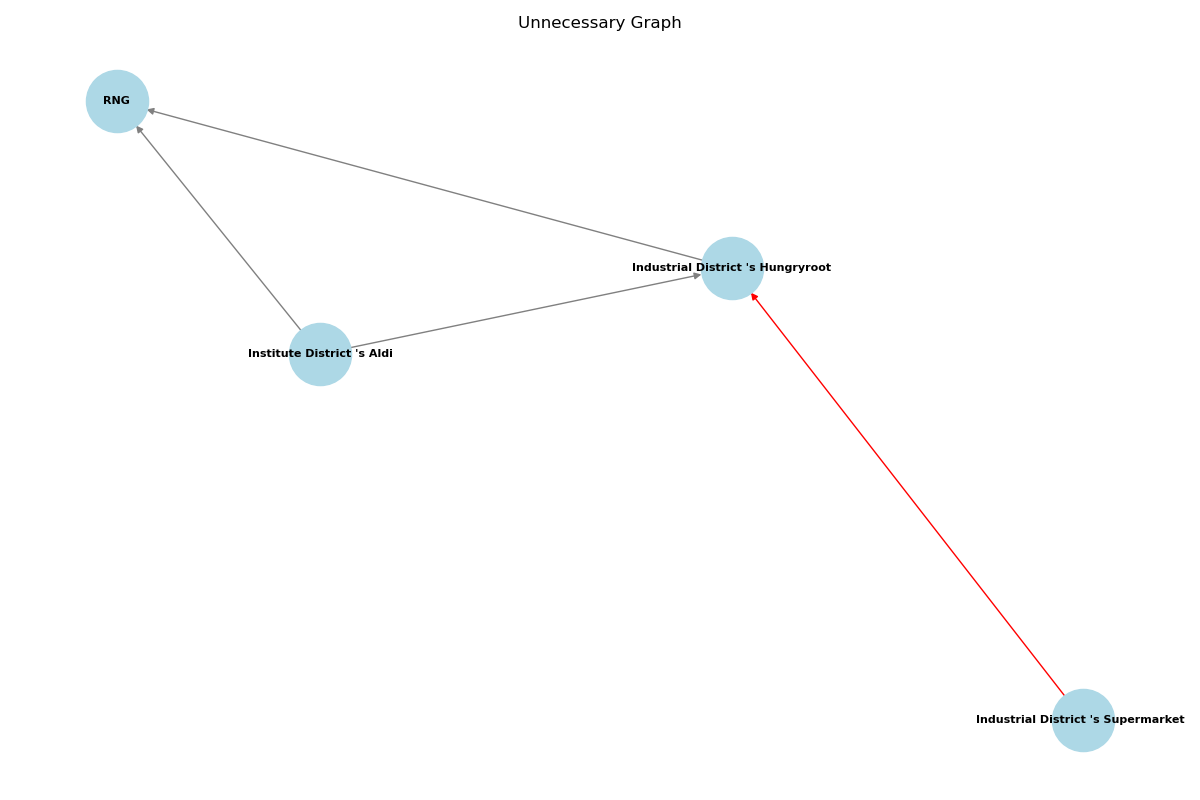 Unnecessary Graph
RNG
Industrial District 's Hungryroot
Institute District 's Aldi
Industrial District 's Supermarket